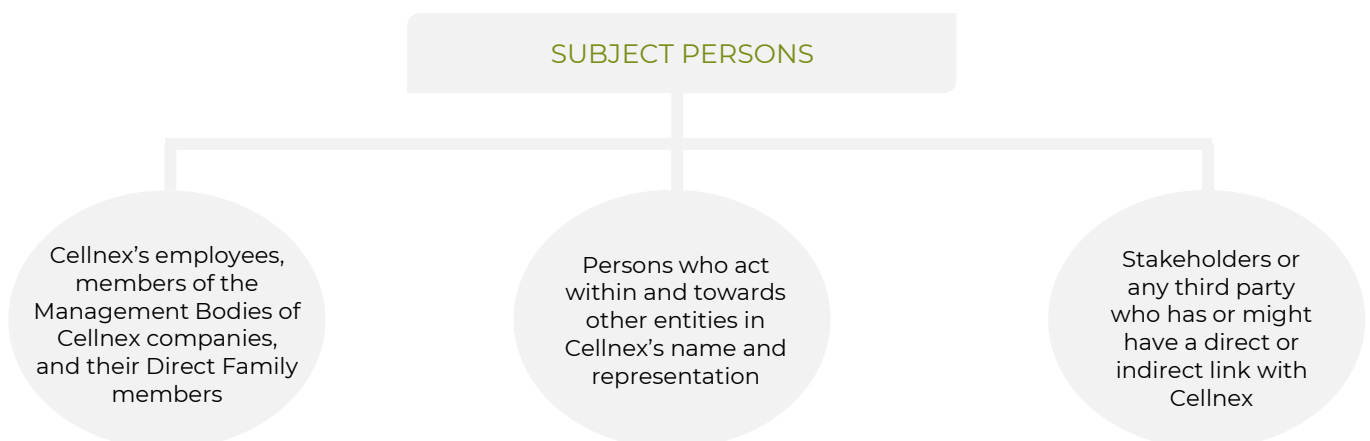 SUBJECT PERSONS
Cellnex’s employees,
members of the
Management Bodies of
Cellnex companies,
and their Direct Family
members
Persons who act
within and towards
other entities in
Cellnex’s name and
representation
Stakeholders or
any third party
who has or might
have a direct or
indirect link with
Cellnex